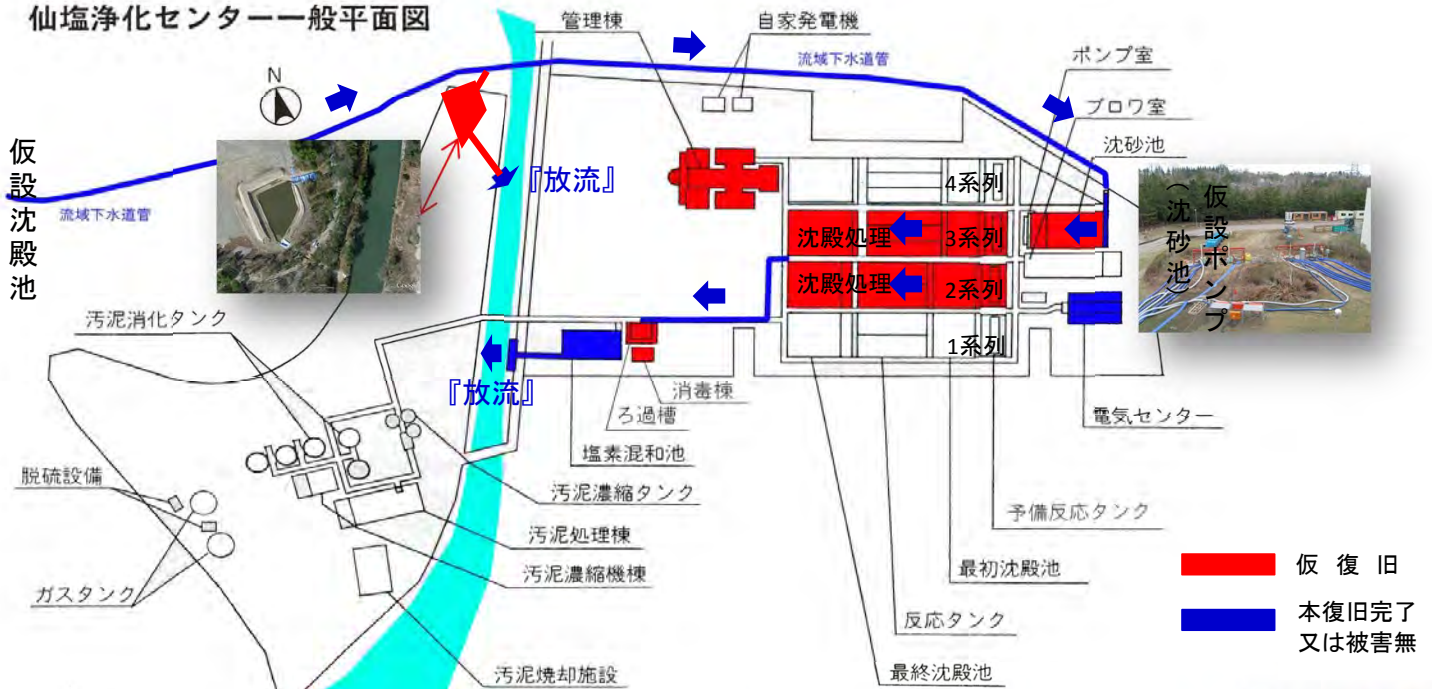 仙塩浄化センター一般平面図
管理棟
自家発電機
流域下水道管
ポンプ室
ブロワ室
沈砂池
N
仮設沈殿池
流域下水道管
『放流』
4系列
沈殿処理
3系列
沈殿処理
2系列
1系列
仮設ポンプ
（沈砂池）
『放流』
汚泥消化タンク
消毒棟
ろ過槽
塩素混和池
電気センター
脱硫設備
汚泥濃縮タンク
予備反応タンク
汚泥処理棟
汚泥濃縮機棟
最初沈殿池
ガスタンク
反応タンク
汚泥焼却施設
最終沈殿池
仮 復 旧
本復旧完了
又は被害無